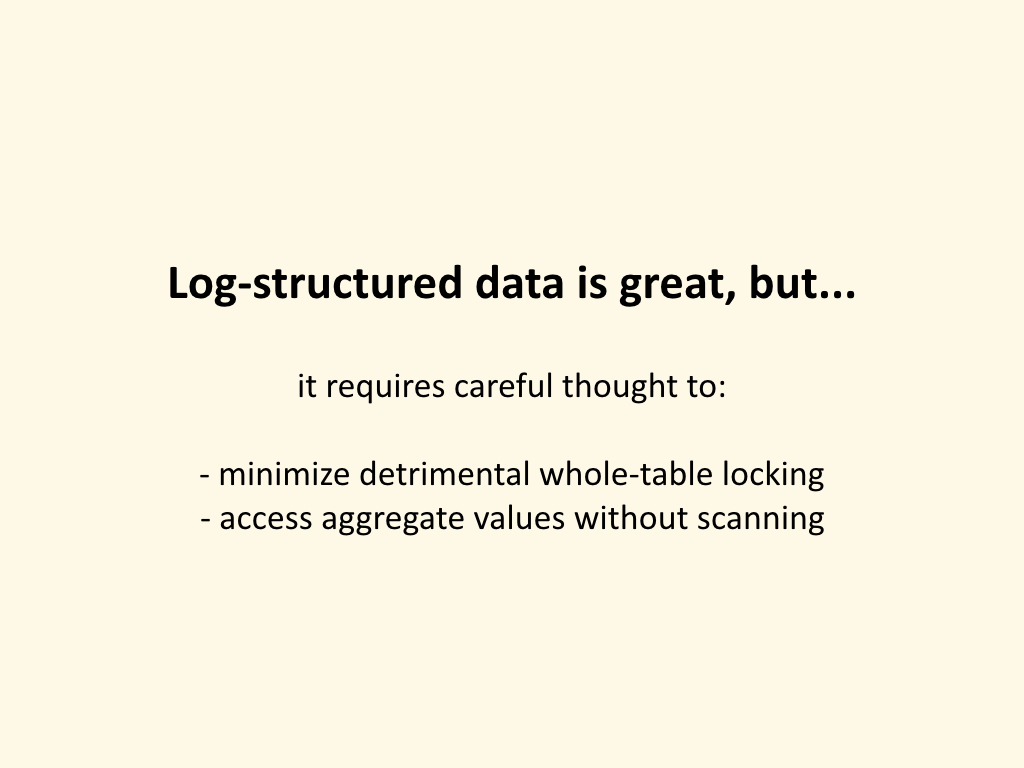 Log-structured data is great, but...
it requires careful thought to:
- minimize detrimental whole-table locking
- access aggregate values without scanning